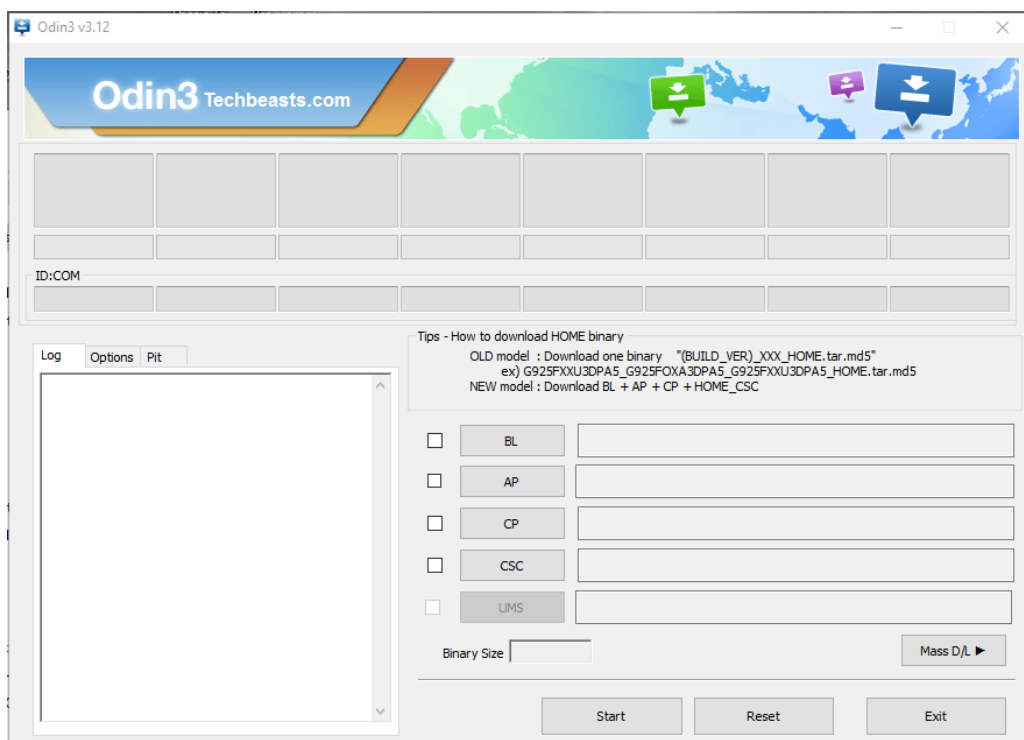 Odin3 v3.12
Odin3 Techbeasts.com
ID:COM
Log Options Pit
Tips - How to download HOME binary
OLD model : Download one binary "(BUILD_VER)_XXX_HOME.tar.md5"
ex) G925FXXU3DPA5_G925FOXA3DPA5_G925FXXU3DPA5_HOME.tar.md5
NEW model : Download BL + AP + CP + HOME_CSC
BL
AP
CP
CSC
UMS
Binary Size
Mass D/L ►
Start Reset Exit